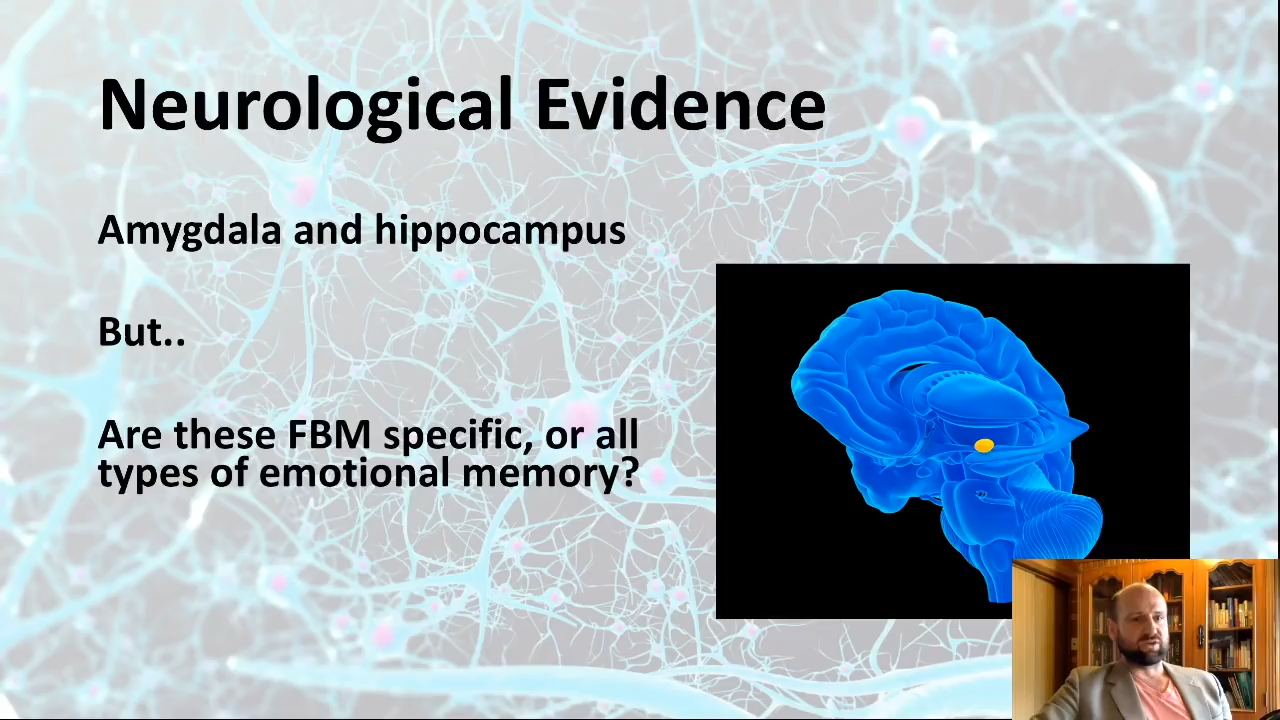 Neurological Evidence
Amygdala and hippocampus
But..
Are these FBM specific, or all
types of emotional memory?